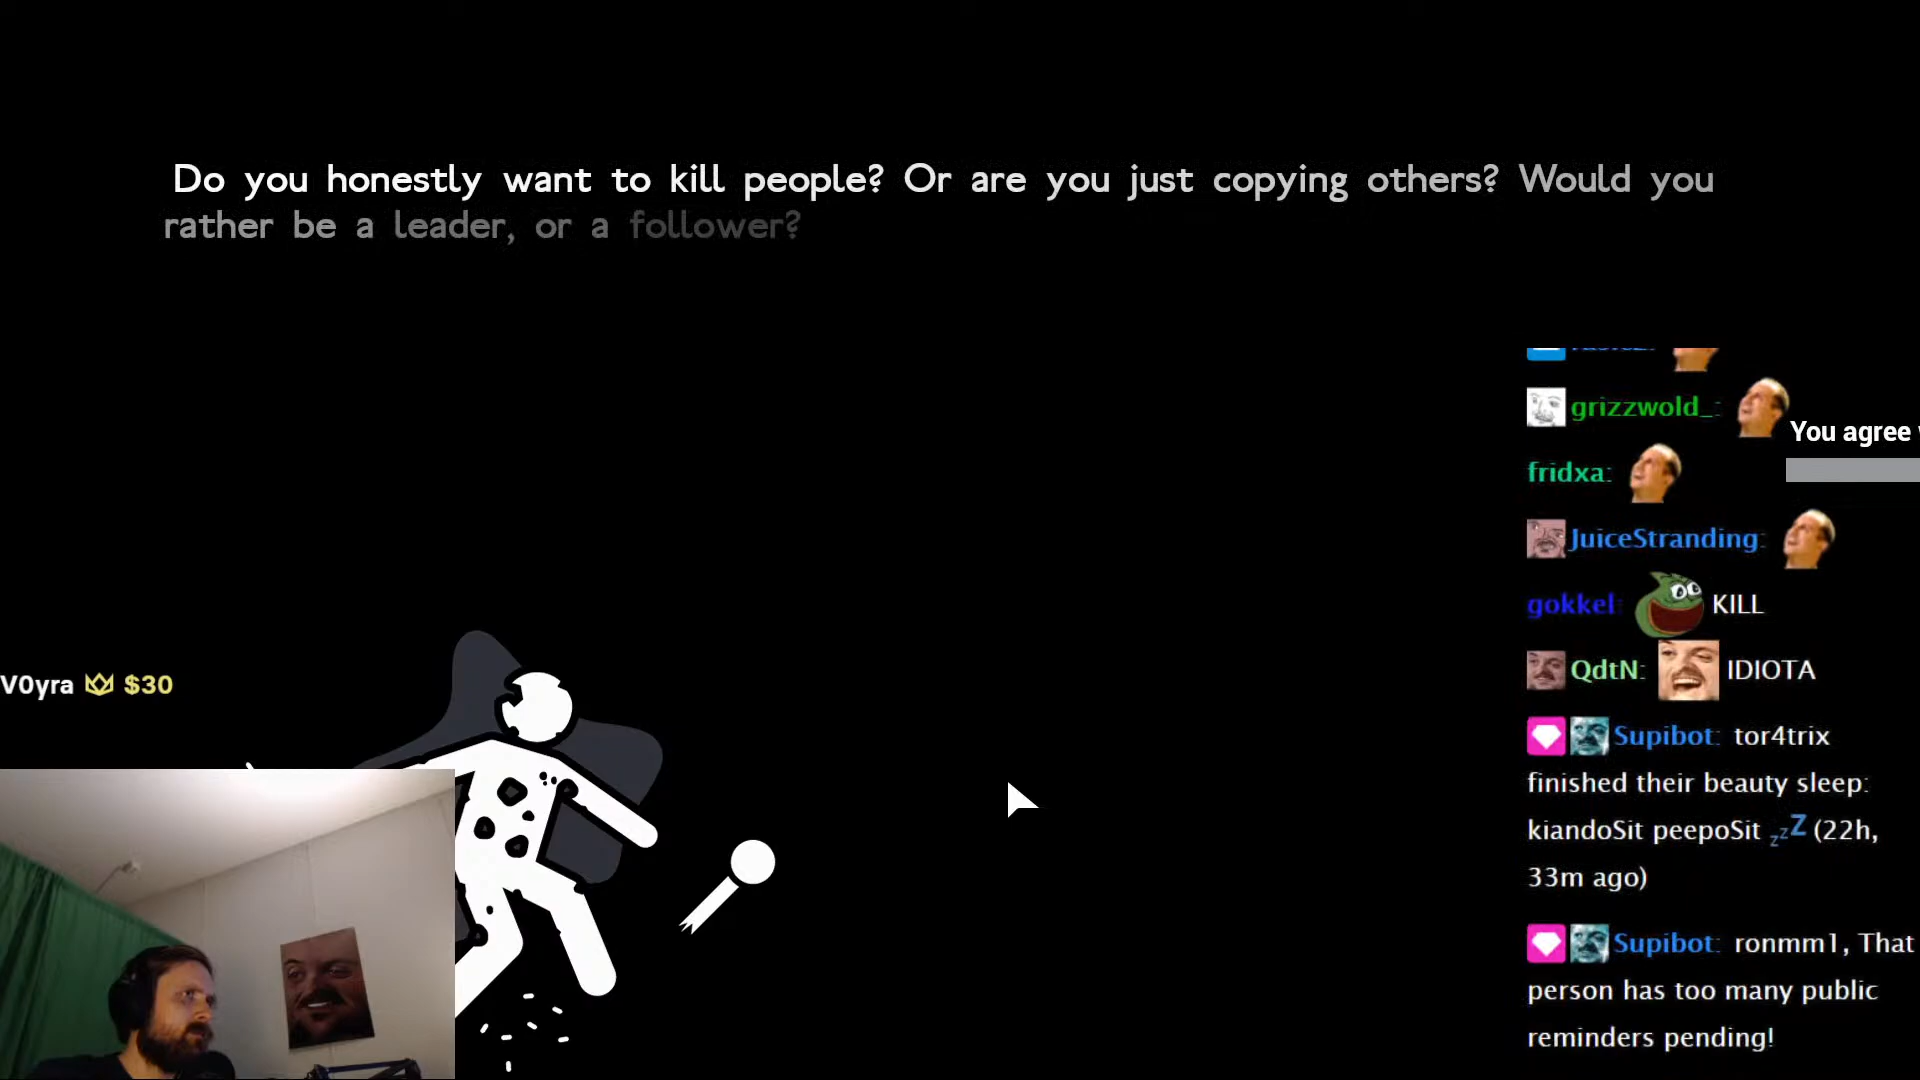 Do you honestly want to kill people? Or are you just copying others? Would you
rather be a leader, or a follower?
grizzwold_:
You agree
fridxa:
JuiceStranding:
gokkel: KILL
QdtN: IDIOTA
V0yra $30
Supibot: tor4trix
finished their beauty sleep:
kiandoSit peepoSit zzZ (22h,
33m ago)
Supibot: ronmm1, That
person has too many public
reminders pending!